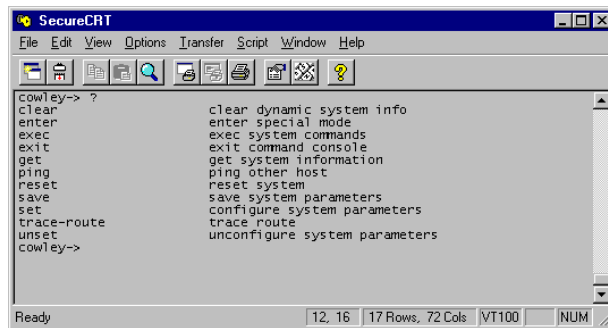 SecureCRT
File Edit View Options Transfer Script Window Help
cowley-> ?
clear clear dynamic system info
enter enter special mode
exec exec system commands
exit exit command console
get get system information
ping ping other host
reset reset system
save save system parameters
set configure system parameters
trace-route trace route
unset unconfigure system parameters
cowley->
Ready 12, 16 17 Rows, 72 Cols VT100 NUM